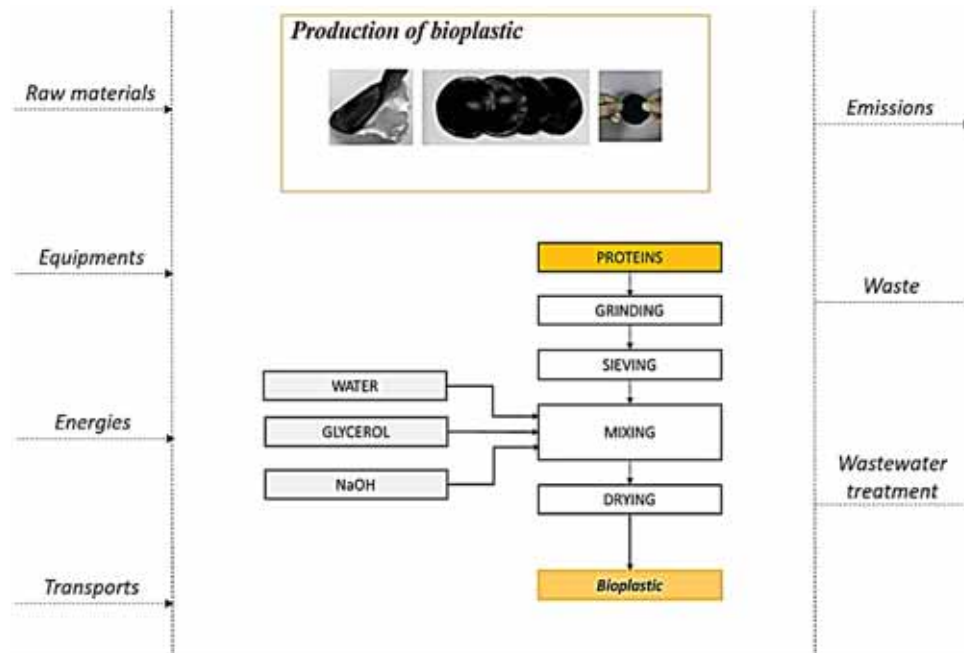 Production of bioplastic
Raw materials
Equipments
Energies
Transports
PROTEINS
GRINDING
SIEVING
WATER
GLYCEROL
NaOH
MIXING
DRYING
Bioplastic
Emissions
Waste
Wastewater
treatment